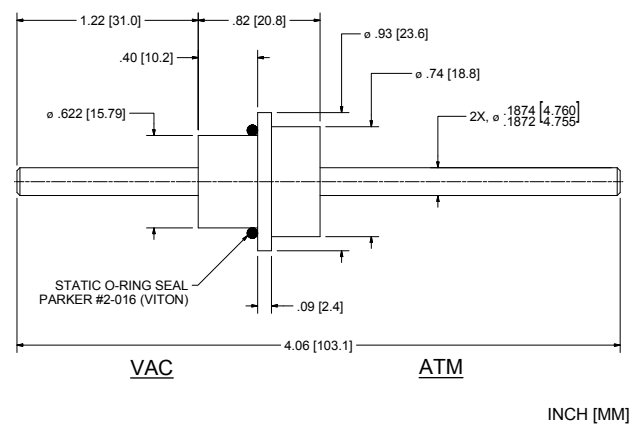 1.22 [31.0]
.82 [20.8]
ø .93 [23.6]
.40 [10.2]
ø .74 [18.8]
ø .622 [15.79]
2X, ø .1874 [4.760]
.1872 4.755
STATIC O-RING SEAL
PARKER #2-016 (VITON)
.09 [2.4]
4.06 [103.1]
VAC
ATM
INCH [MM]